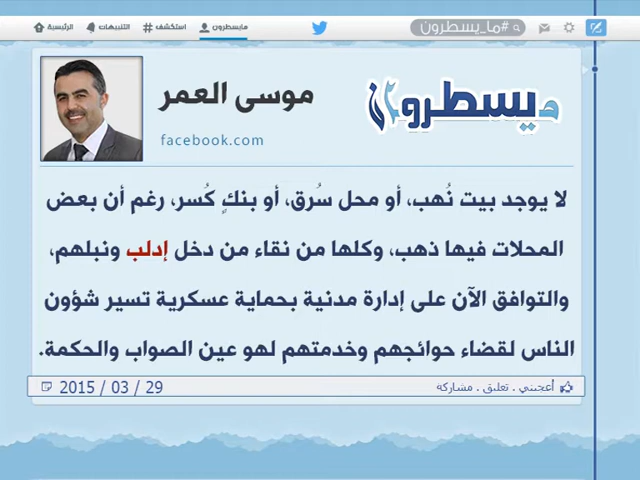 الرئيسية
التنبيهات
استكشف #
مايسطرون
#ما_يسطرون
مايسطرون
موسى العمر
facebook.com
لا يوجد بيت نُهب، أو محل سُرق، أو بنكٍ كُسر، رغم أن بعض
المحلات فيها ذهب، وكلها من نقاء من دخل إدلب ونبلهم،
والتوافق الآن على إدارة مدنية بحماية عسكرية تسير شؤون
الناس لقضاء حوائجهم وخدمتهم لهو عين الصواب والحكمة.
أعجبني . تعليق . مشاركه
2015 / 03 / 29